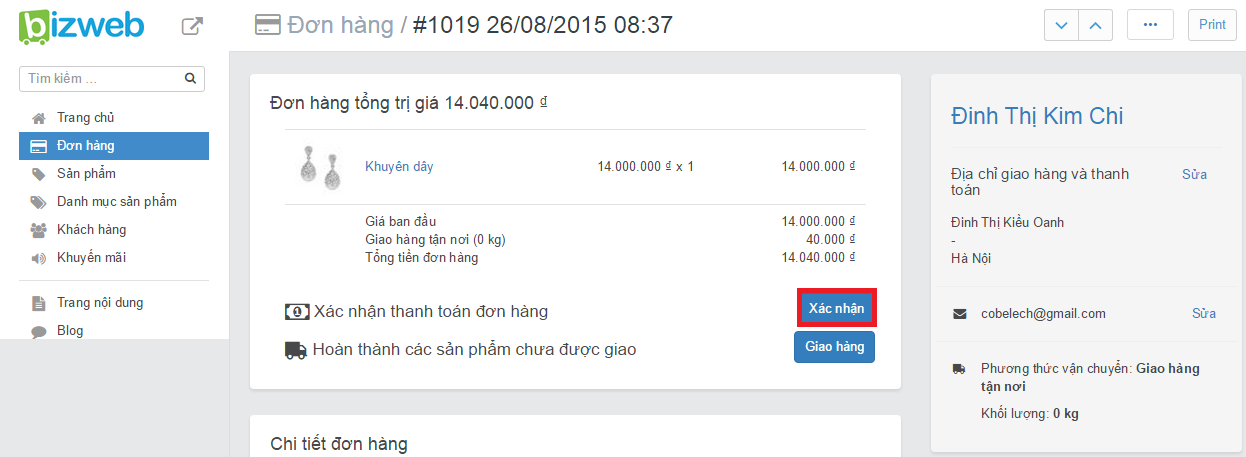 bizweb
Đơn hàng / #1019 26/08/2015 08:37
Print
Tìm kiếm ...
Trang chủ
Đơn hàng
Sản phẩm
Danh mục sản phẩm
Khách hàng
Khuyến mãi
Trang nội dung
Blog
Đơn hàng tổng trị giá 14.040.000 ₫
Khuyên dây 14.000.000 ₫ x 1 14.000.000 ₫
Giá ban đầu 14.000.000 ₫
Giao hàng tận nơi (0 kg) 40.000 ₫
Tổng tiền đơn hàng 14.040.000 ₫
Xác nhận thanh toán đơn hàng Xác nhận
Hoàn thành các sản phẩm chưa được giao Giao hàng
Chi tiết đơn hàng
Đinh Thị Kim Chi
Địa chỉ giao hàng và thanh Sửa
toán
Đinh Thị Kiều Oanh
-
Hà Nội
cobelech@gmail.com Sửa
Phương thức vận chuyển: Giao hàng
tận nơi
Khối lượng: 0 kg